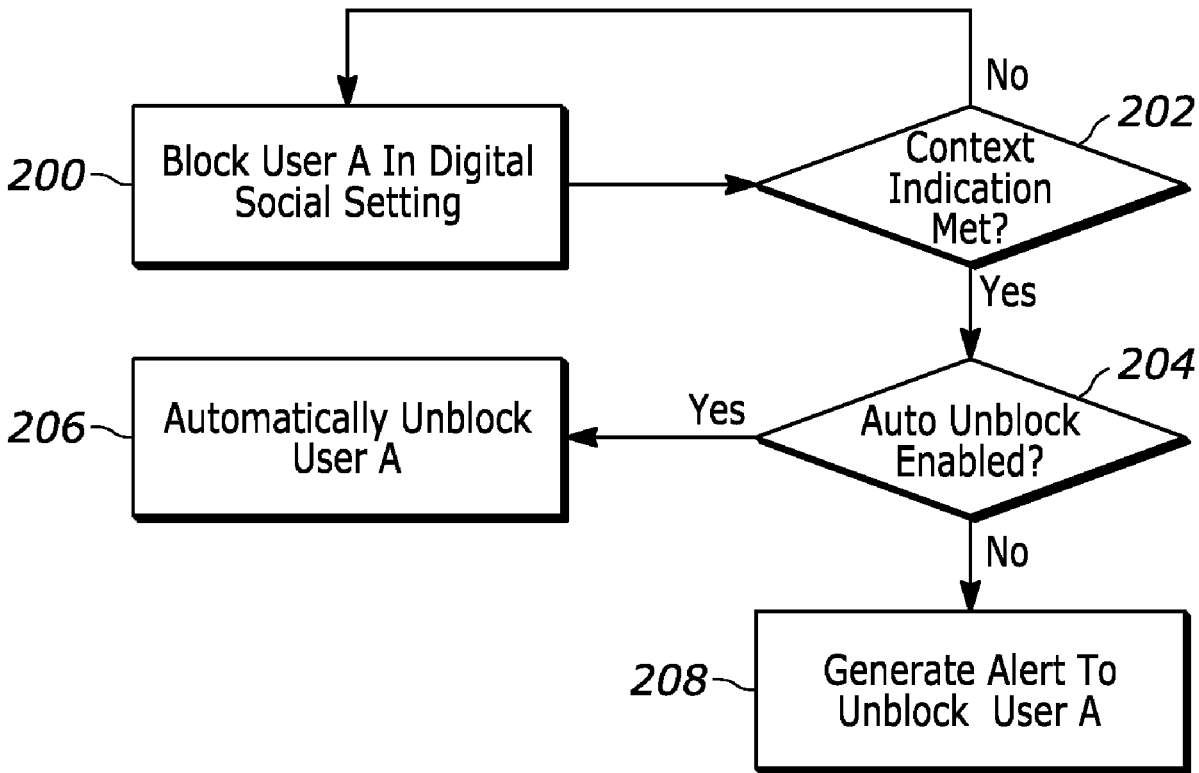 No
202
200
Block User A In Digital
Social Setting
Context
Indication
Met?
Yes
204
206
Automatically Unblock
User A
Yes
Auto Unblock
Enabled?
No
208
Generate Alert To
Unblock User A